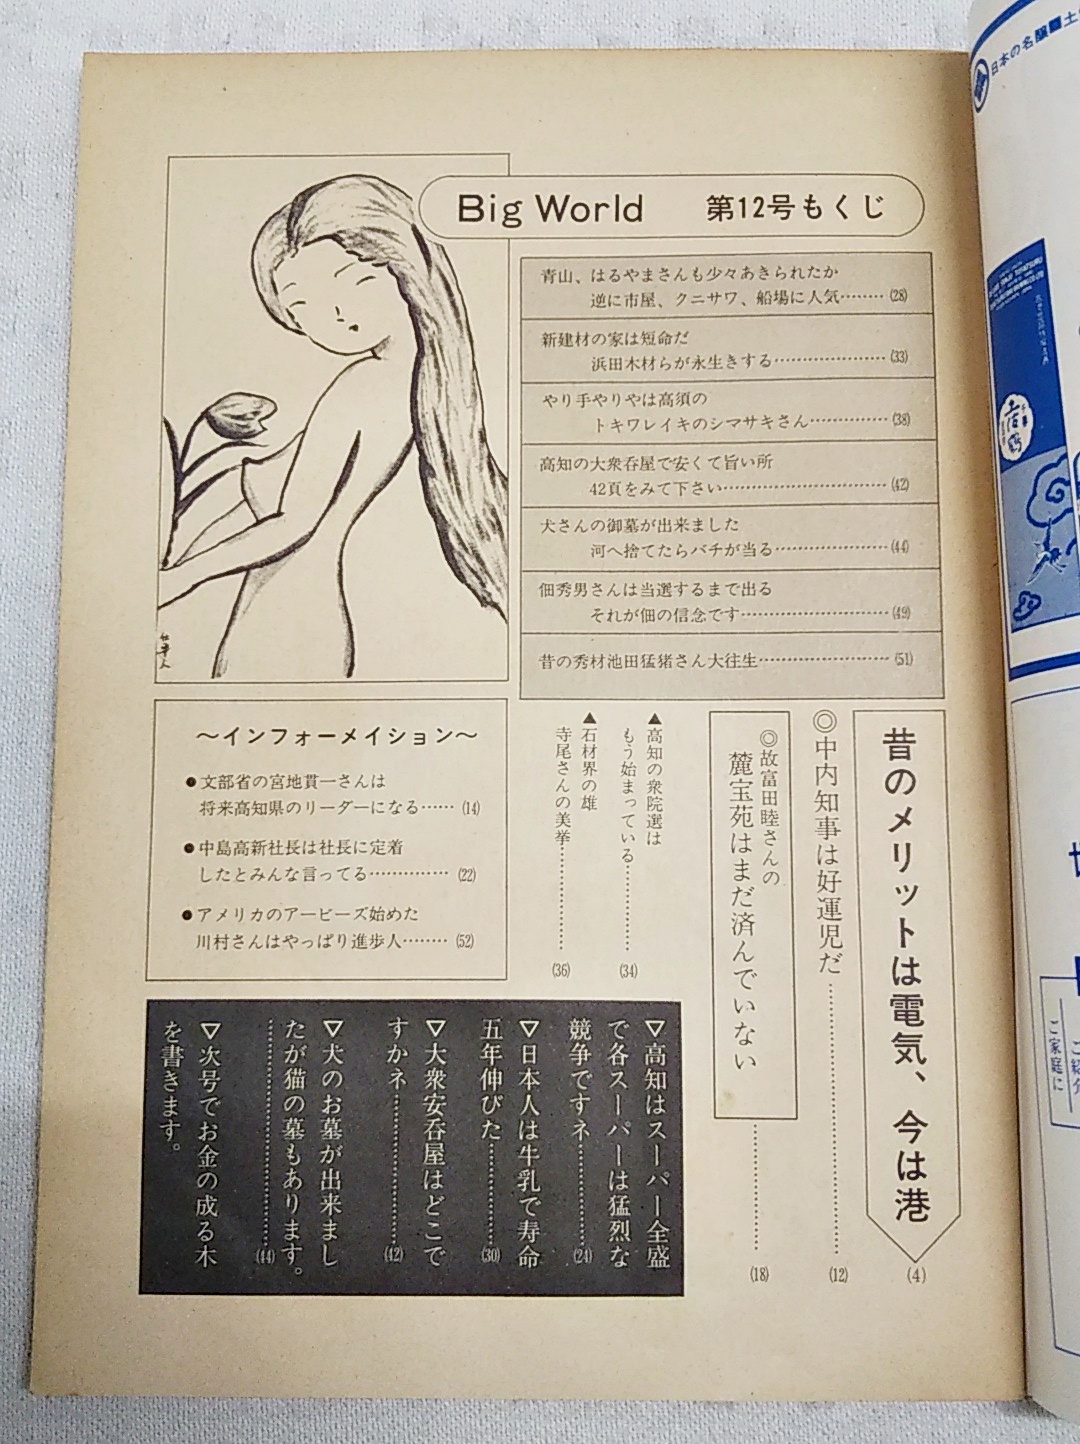 Big World　第12号もくじ
青山、はるやまさんも少々あきられたか
逆に市屋、クニサワ、船場に人気………(28)
新建材の家は短命だ
浜田木材らが永生きする………………(33)
やり手やりやは高須の
トキワレイキのシマサキさん…………(38)
高知の大衆呑屋で安くて旨い所
42頁をみて下さい………………………(42)
犬さんの御墓が出来ました
河へ捨てたらバチが当る………………(44)
佃秀男さんは当選するまで出る
それが佃の信念です……………………(49)
昔の秀材池田猛猪さん大往生…………………(51)
昔のメリットは電気、今は港
(4)
◎中内知事は好運児だ……………………(12)
◎故富田睦さんの
麓宝苑はまだ済んでいない…………(18)
▲高知の衆院選は
もう始まっている…………(34)
▲石材界の雄
寺尾さんの美挙……………(36)
〜インフォーメイション〜
●文部省の宮地貫一さんは
将来高知県のリーダーになる……(14)
●中島高新社長は社長に定着
したとみんな言ってる……………(22)
●アメリカのアービーズ始めた
川村さんはやっぱり進歩人………(52)
▽高知はスーパー全盛
で各スーパーは猛烈な
競争ですネ……………(24)
▽日本人は牛乳で寿命
五年伸びた……………(30)
▽大衆安呑屋はどこで
すかネ…………………(42)
▽犬のお墓が出来まし
たが猫の墓もあります。
…………………………(44)
▽次号でお金の成る木
を書きます。
日本の名醸■土
ご紹介
ご家庭に